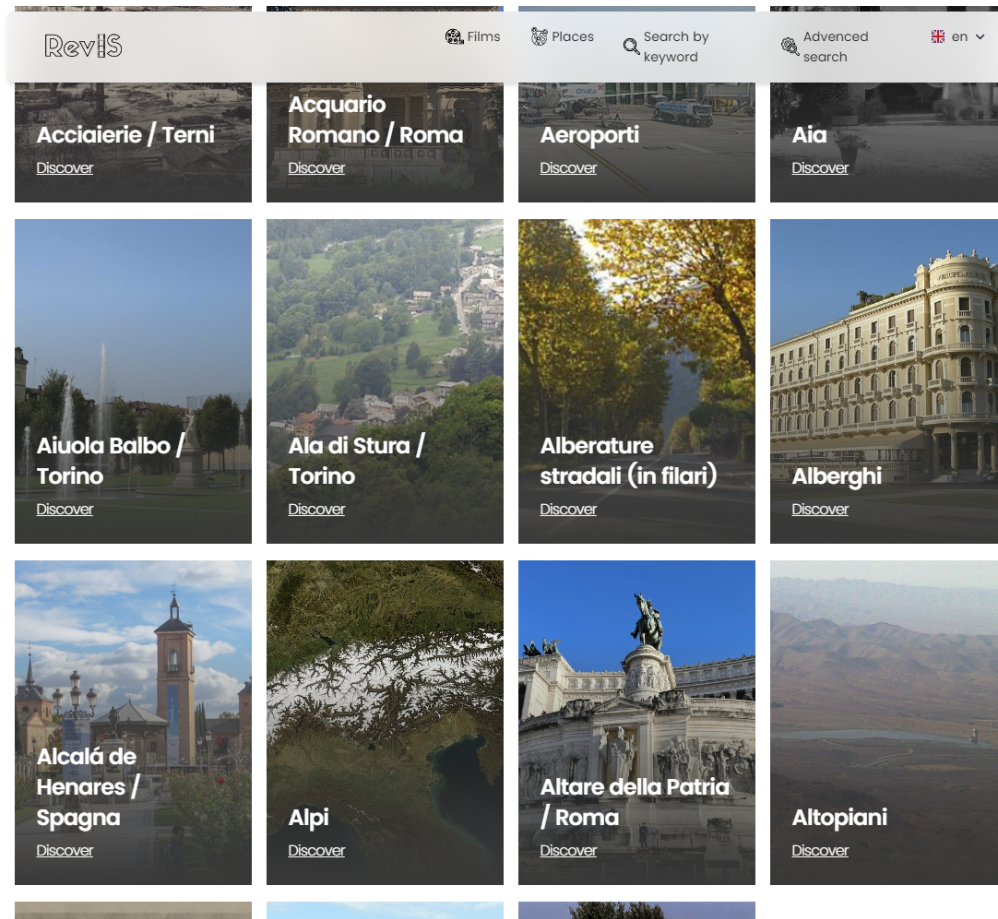 RevIS
Films
Places
Search by
keyword
Advanced
search
en
Acciaierie / Terni
Discover
Acquario
Romano / Roma
Discover
Aeroporti
Discover
Aia
Discover
Aiuola Balbo /
Torino
Discover
Ala di Stura /
Torino
Discover
Alberature
stradali (in filari)
Discover
Alberghi
Discover
Alcalá de
Henares /
Spagna
Discover
Alpi
Discover
Altare della Patria
/ Roma
Discover
Altopiani
Discover